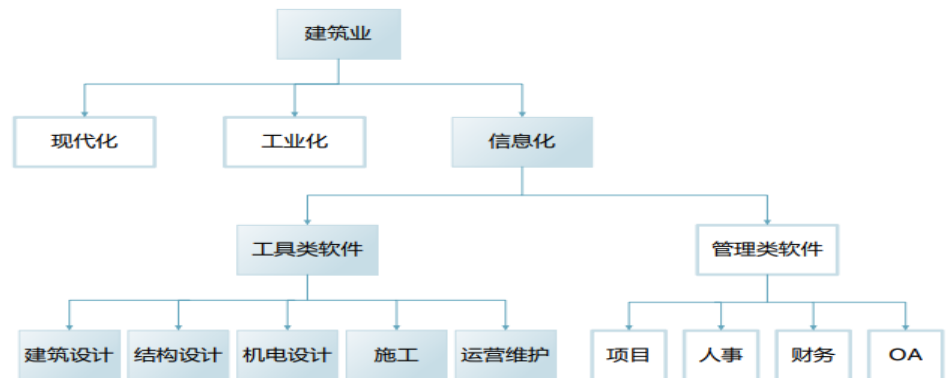 建筑业
现代化
工业化
信息化
工具类软件
管理类软件
建筑设计
结构设计
机电设计
施工
运营维护
项目
人事
财务
OA